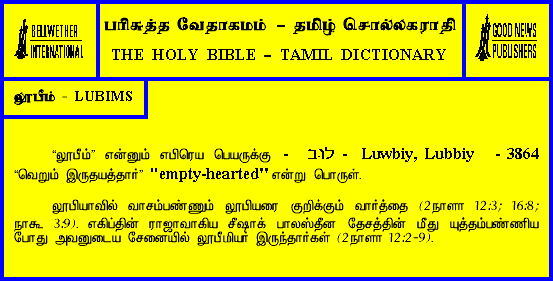 BELLWETHER
INTERNATIONAL
பரிசுத்த வேதாகமம் – தமிழ் சொல்லகராதி
THE HOLY BIBLE – TAMIL DICTIONARY
GOOD NEWS
PUBLISHERS
லூபீம் - LUBIMS
“லூபீம்” என்னும் எபிரெய பெயருக்கு - לוב - Luwbiy, Lubbiy - 3864
“வெறும் இருதயத்தார்” "empty-hearted" என்று பொருள்.
லூபியாவில் வாசம்பண்ணும் லூபியரை குறிக்கும் வார்த்தை (2நாளா 12:3; 16:8;
நாகூ 3:9). எகிப்தின் ராஜாவாகிய சீஷாக் பாலஸ்தீன தேசத்தின் மீது யுத்தம்பண்ணிய
போது அவனுடைய சேனையில் லூபீமியர் இருந்தார்கள் (2நாளா 12:2-9).